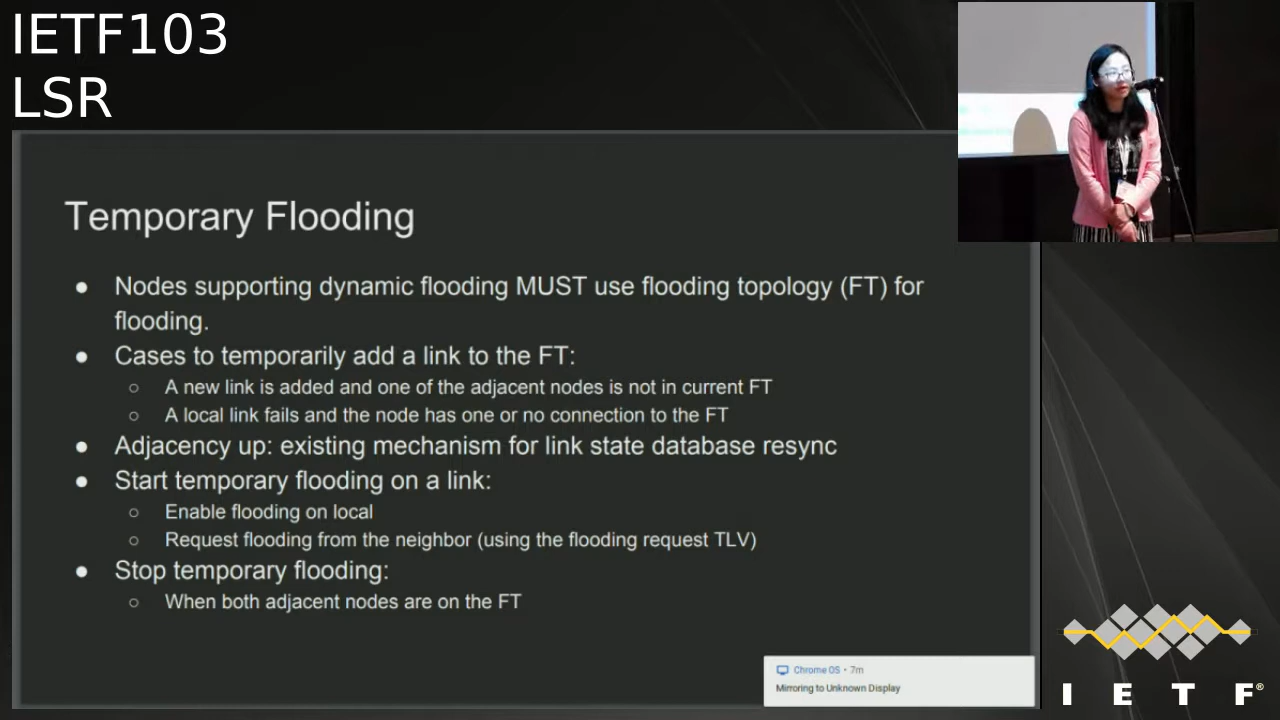 IETF103
LSR
Temporary Flooding
● Nodes supporting dynamic flooding MUST use flooding topology (FT) for
flooding.
● Cases to temporarily add a link to the FT:
○ A new link is added and one of the adjacent nodes is not in current FT
○ A local link fails and the node has one or no connection to the FT
● Adjacency up: existing mechanism for link state database resync
● Start temporary flooding on a link:
○ Enable flooding on local
○ Request flooding from the neighbor (using the flooding request TLV)
● Stop temporary flooding:
○ When both adjacent nodes are on the FT
Chrome OS • 7m
Mirroring to Unknown Display
I E T F®